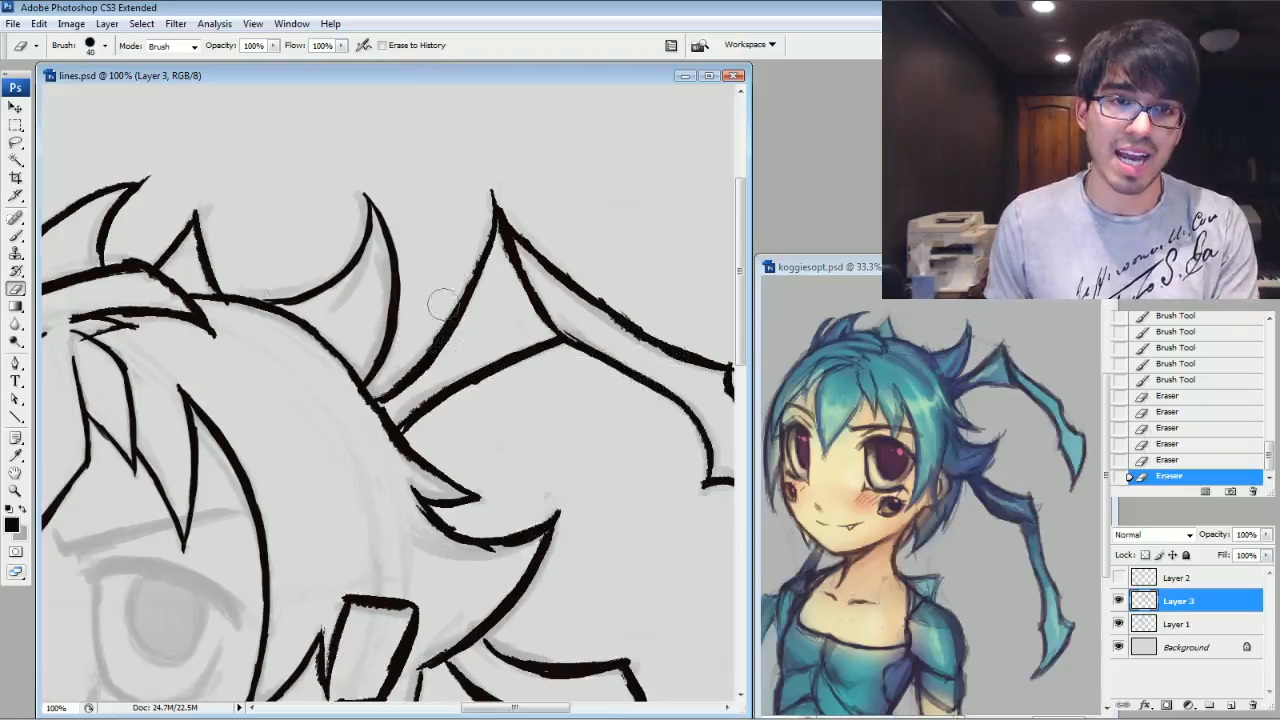 Ps Adobe Photoshop CS3 Extended
File Edit Image Layer Select Filter Analysis View Window Help
Brush: 40 Mode: Brush Opacity: 100% Flow: 100% Erase to History Workspace
Ps
lines.psd @ 100% (Layer 3, RGB/8)
koggiesopt.psd @ 33.3%
T
Brush Tool
Brush Tool
Brush Tool
Brush Tool
Brush Tool
Eraser
Eraser
Eraser
Eraser
Eraser
Eraser
Normal Opacity: 100%
Lock: Fill: 100%
Layer 2
Layer 3
Layer 1
Background
100% Doc: 24.7M/22.5M